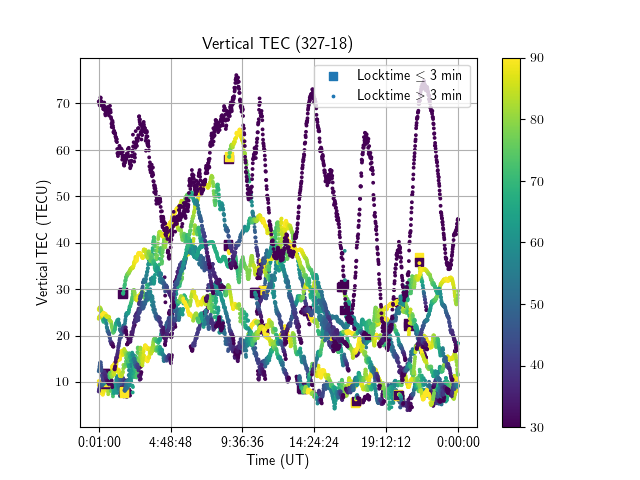 Vertical TEC (327-18)
Locktime ≤ 3 min
Locktime > 3 min
Vertical TEC (TECU)
70
60
50
40
30
20
10
0:01:00 4:48:48 9:36:36 14:24:24 19:12:12 0:00:00
Time (UT)
90
80
70
60
50
40
30